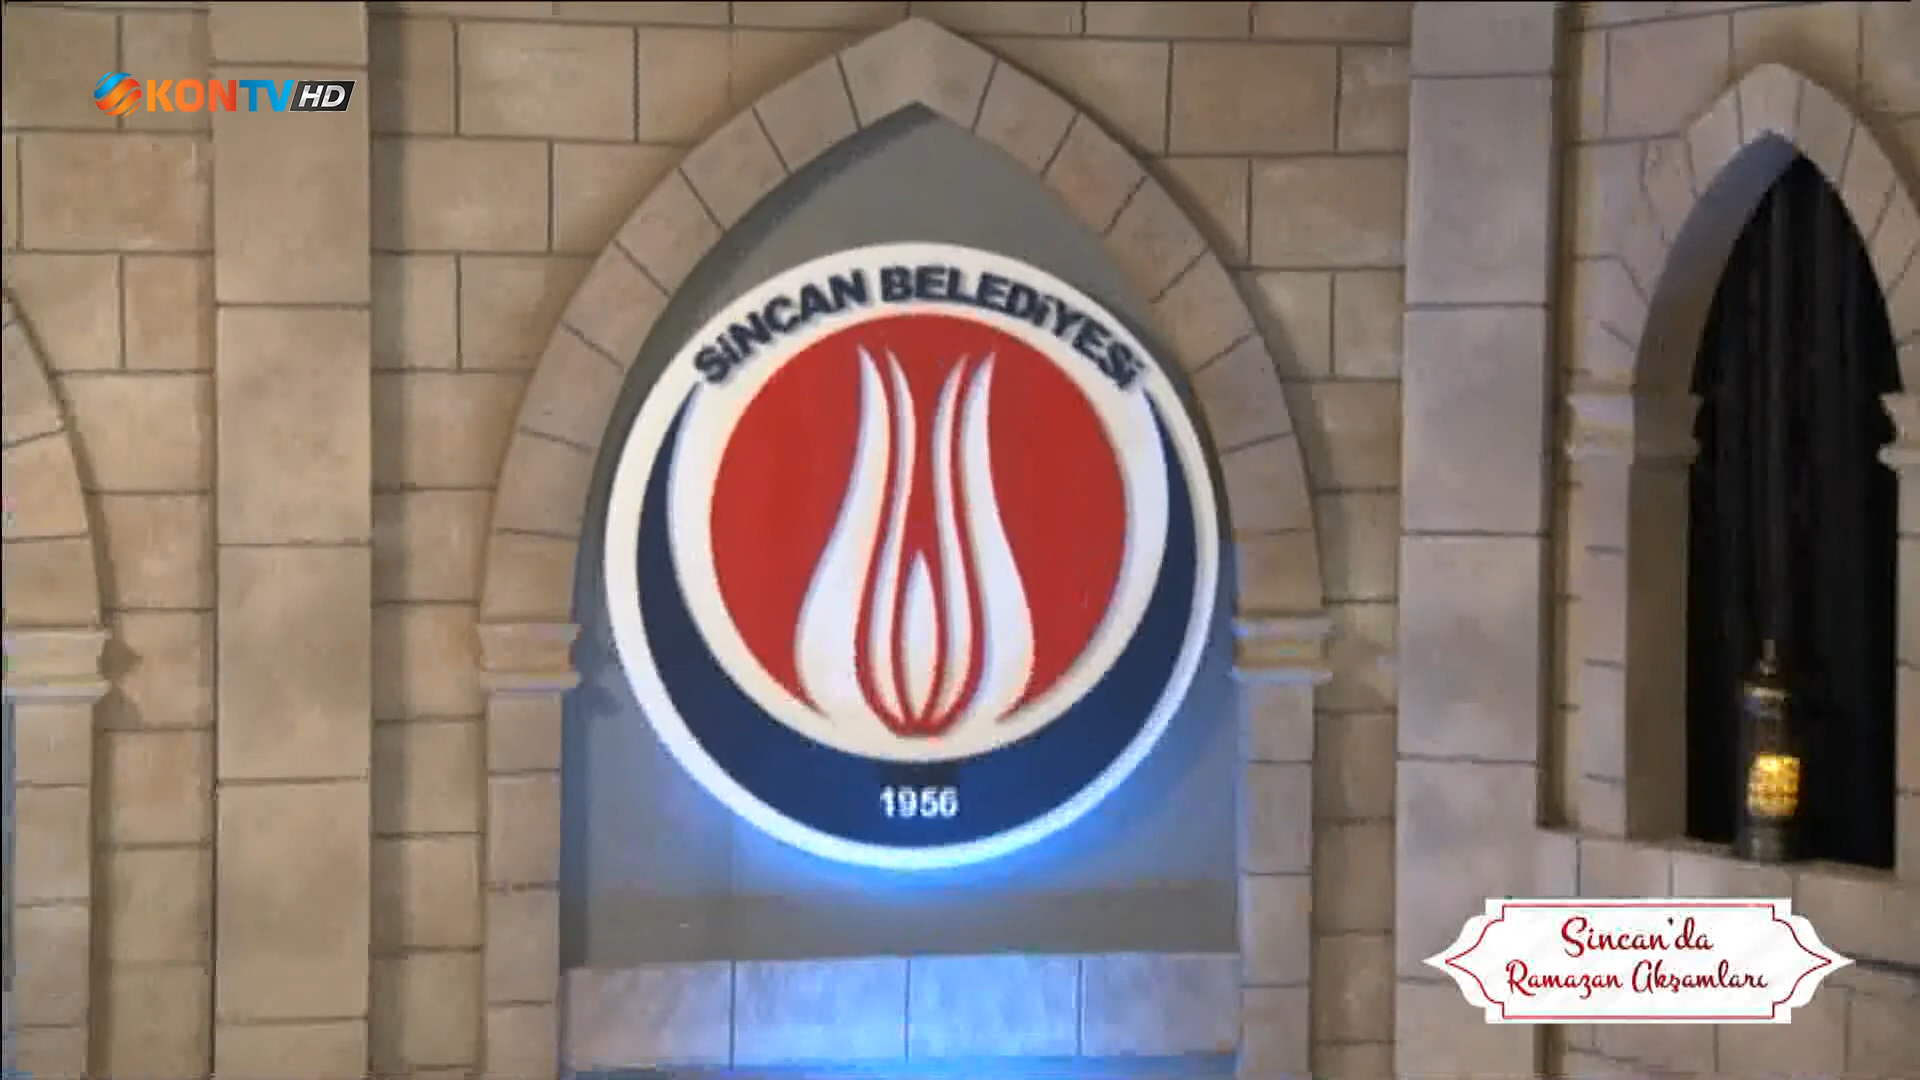 KONTV HD
SİNCAN BELEDİYESİ
1956
Sincan'da
Ramazan Akşamları